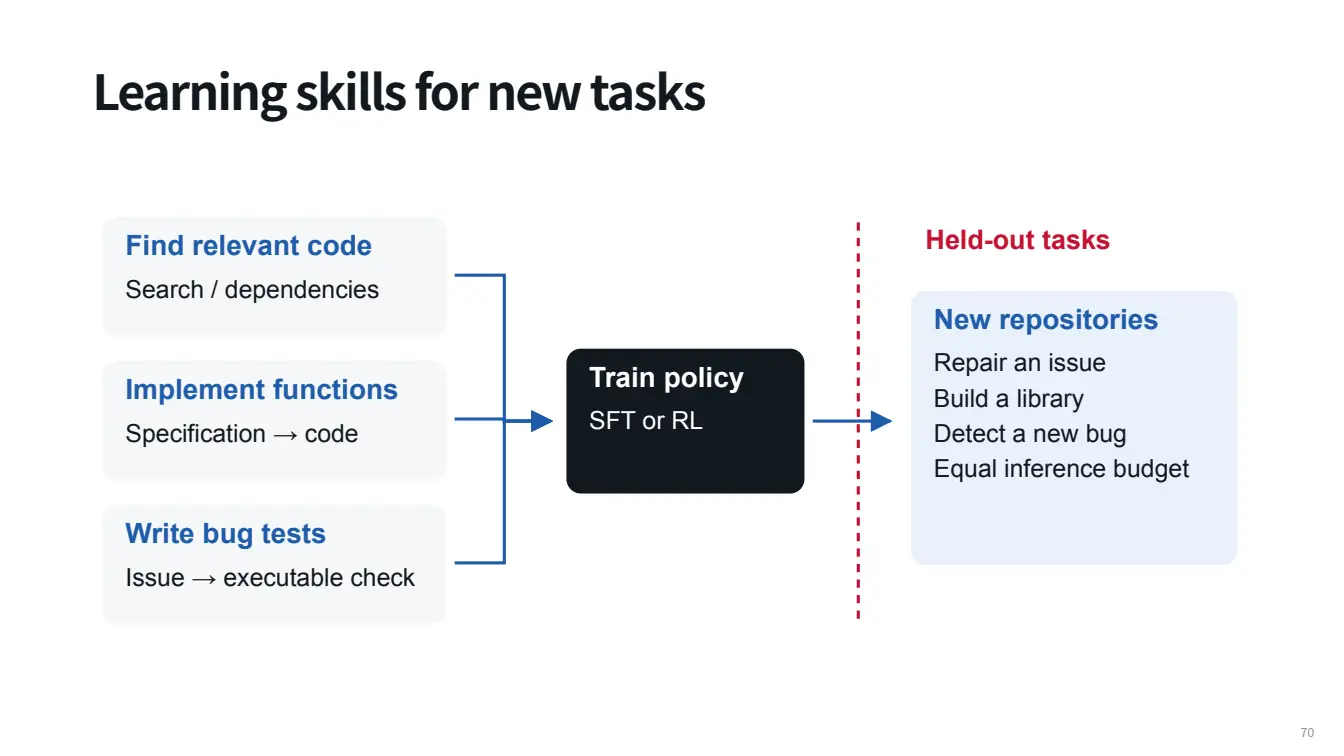 Learning skills for new tasks
Find relevant code
Search / dependencies
Implement functions
Specification → code
Write bug tests
Issue → executable check
Train policy
SFT or RL
Held-out tasks
New repositories
Repair an issue
Build a library
Detect a new bug
Equal inference budget
70